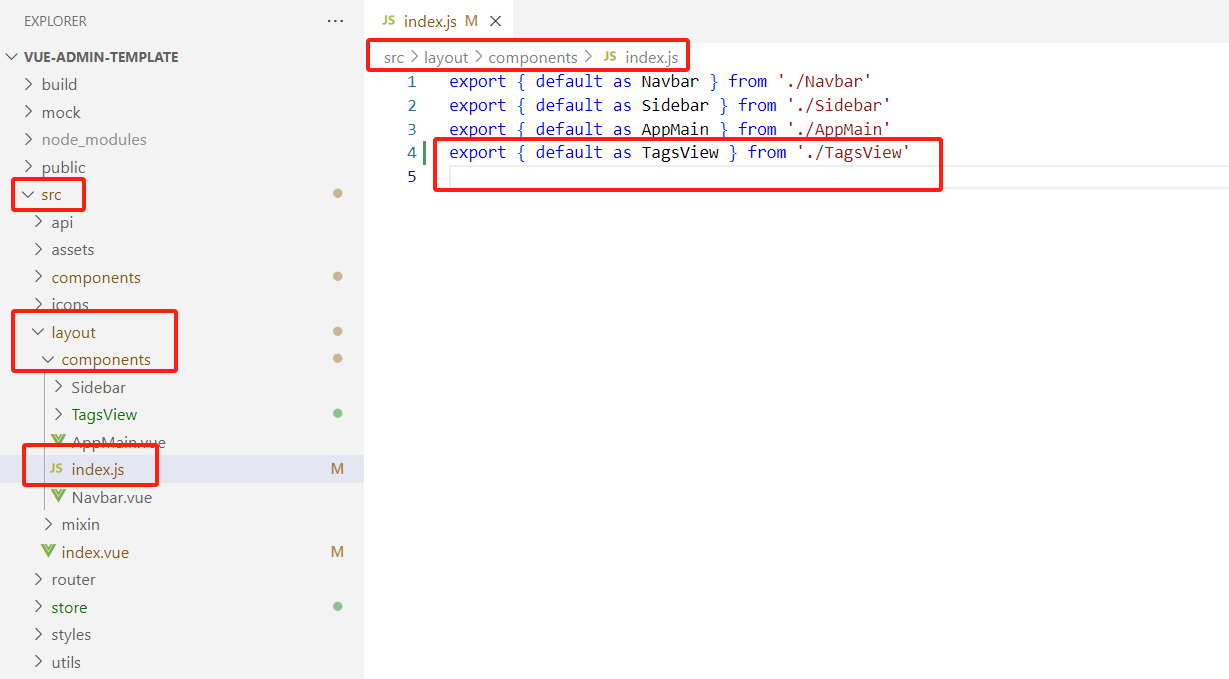 EXPLORER
VUE-ADMIN-TEMPLATE
build
mock
node_modules
public
src
api
assets
components
icons
layout
components
Sidebar
TagsView
AppMain.vue
JS index.js M
Navbar.vue
mixin
index.vue M
router
store
styles
utils
JS index.js M
src > layout > components > JS index.js
1 export { default as Navbar } from './Navbar'
2 export { default as Sidebar } from './Sidebar'
3 export { default as AppMain } from './AppMain'
4 export { default as TagsView } from './TagsView'
5